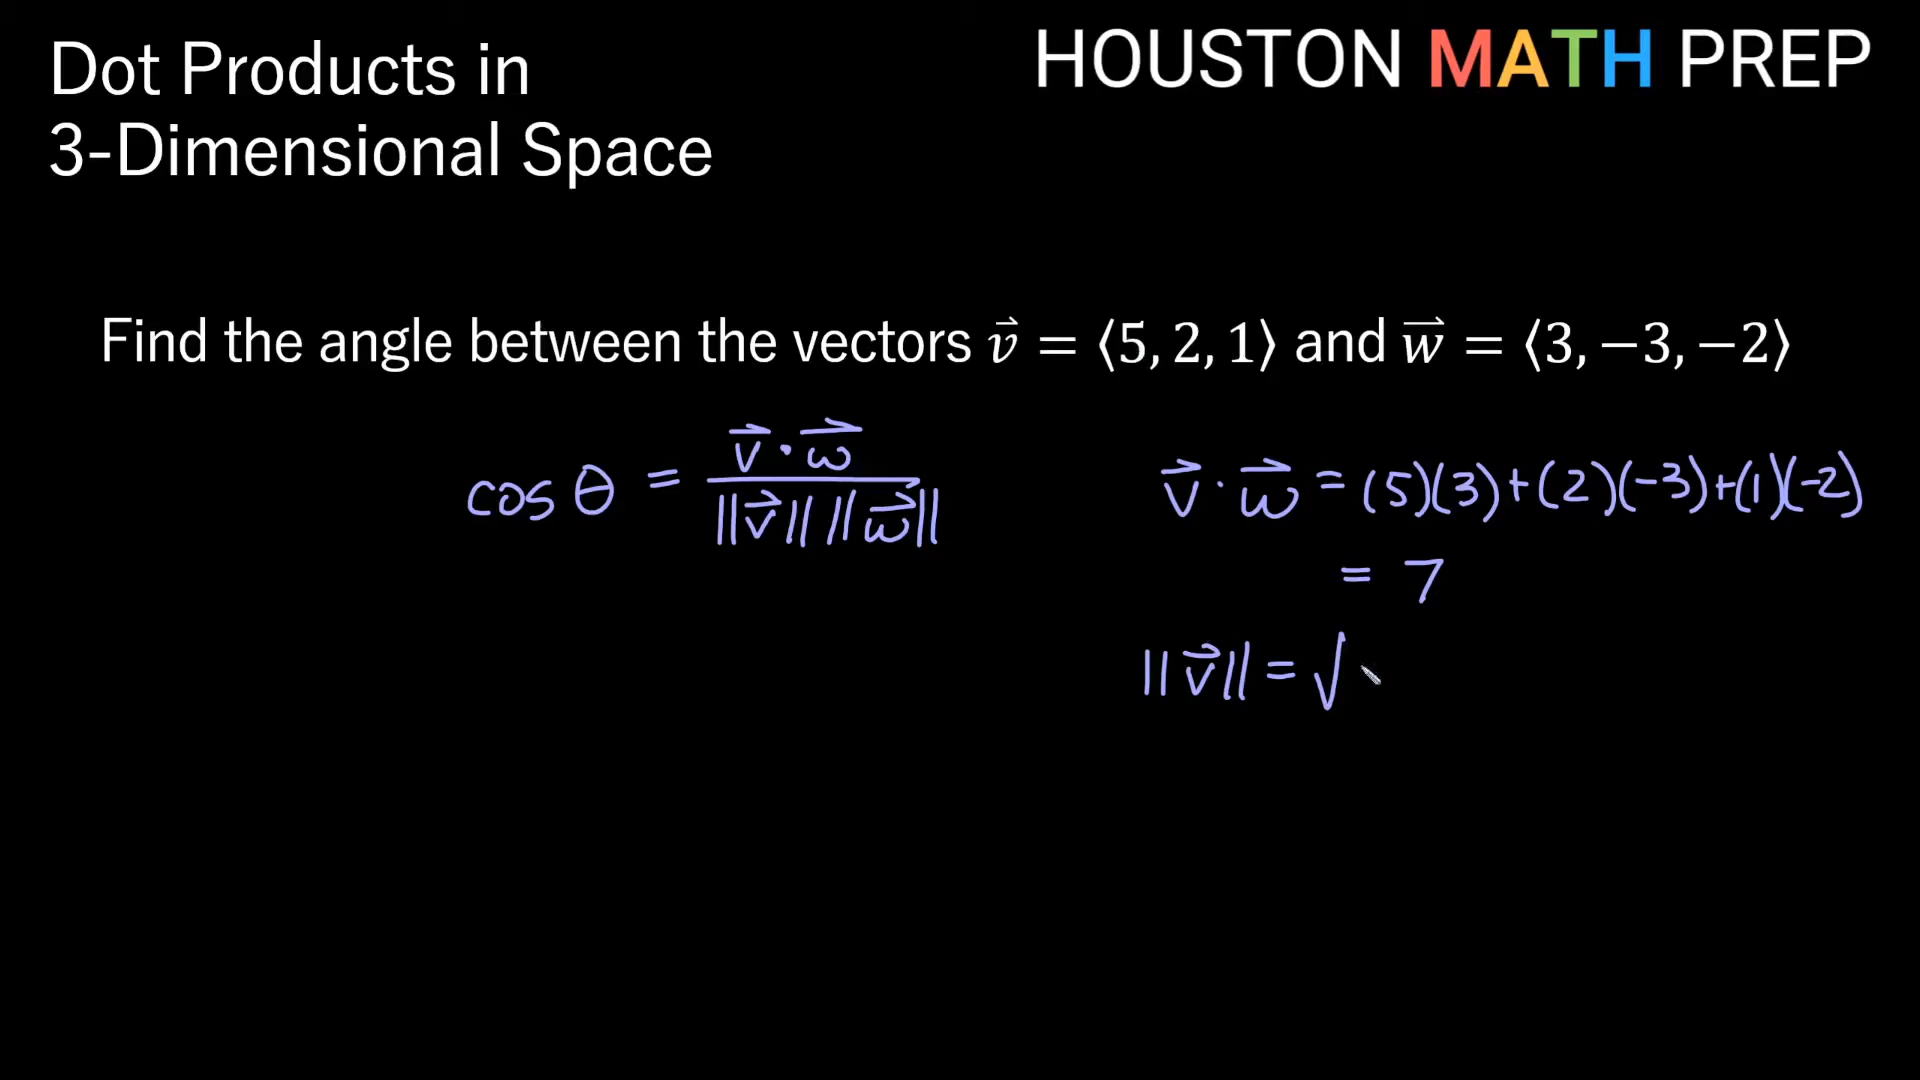 Dot Products in
3-Dimensional Space
HOUSTON MATH PREP
Find the angle between the vectors v⃗ = ⟨5, 2, 1⟩ and w⃗ = ⟨3, −3, −2⟩
cos θ = v⃗ · w⃗ / ||v⃗|| ||w⃗||
v⃗ · w⃗ = (5)(3)+(2)(-3)+(1)(-2)
= 7
||v⃗|| = √